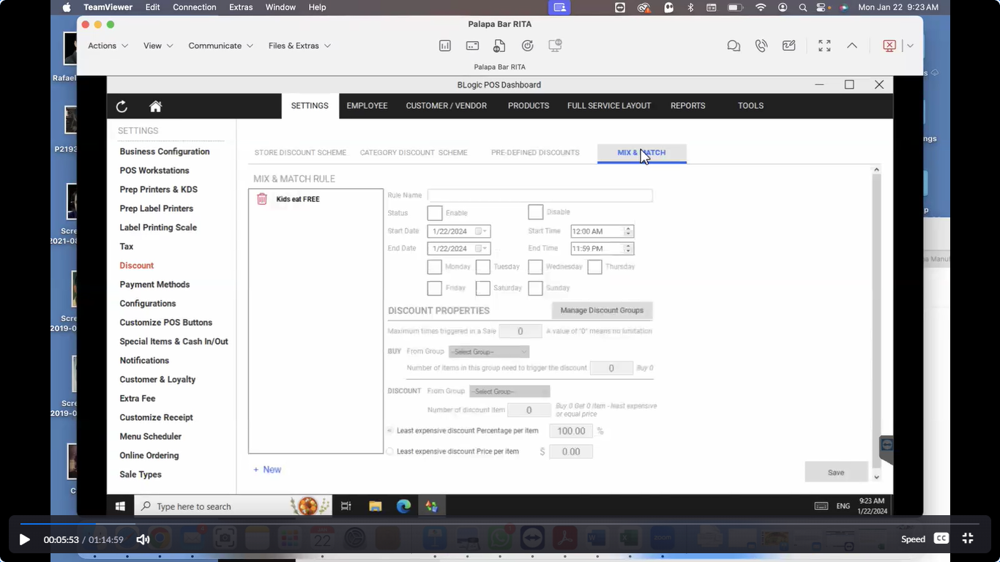 TeamViewer Edit Connection Extras Window Help Mon Jan 22 9:23 AM
Palapa Bar RITA
Actions View Communicate Files & Extras
Palapa Bar RITA
Rafael
P2193
Scre
2021-08
Scre
2019-0
Scre
2019-0
C
BLogic POS Dashboard
SETTINGS EMPLOYEE CUSTOMER / VENDOR PRODUCTS FULL SERVICE LAYOUT REPORTS TOOLS
SETTINGS
Business Configuration
POS Workstations
Prep Printers & KDS
Prep Label Printers
Label Printing Scale
Tax
Discount
Payment Methods
Configurations
Customize POS Buttons
Special Items & Cash In/Out
Notifications
Customer & Loyalty
Extra Fee
Customize Receipt
Menu Scheduler
Online Ordering
Sale Types
STORE DISCOUNT SCHEME CATEGORY DISCOUNT SCHEME PRE-DEFINED DISCOUNTS MIX & MATCH
MIX & MATCH RULE
Kids eat FREE
+ New
Rule Name
Status Enable Disable
Start Date 1/22/2024 Start Time 12:00 AM
End Date 1/22/2024 End Time 11:59 PM
Monday Tuesday Wednesday Thursday
Friday Saturday Sunday
DISCOUNT PROPERTIES Manage Discount Groups
Maximum times triggered in a Sale 0 A value of "0" means no limitation
BUY From Group --Select Group--
Number of items in this group need to trigger the discount 0 Buy 0
DISCOUNT From Group --Select Group--
Number of discount item 0 Buy 0 Get 0 item - least expensive
or equal price
Least expensive discount Percentage per item 100.00 %
Least expensive discount Price per item $ 0.00
Save
Type here to search ENG 9:23 AM
1/22/2024
00:05:53 / 01:14:59 22 Speed CC